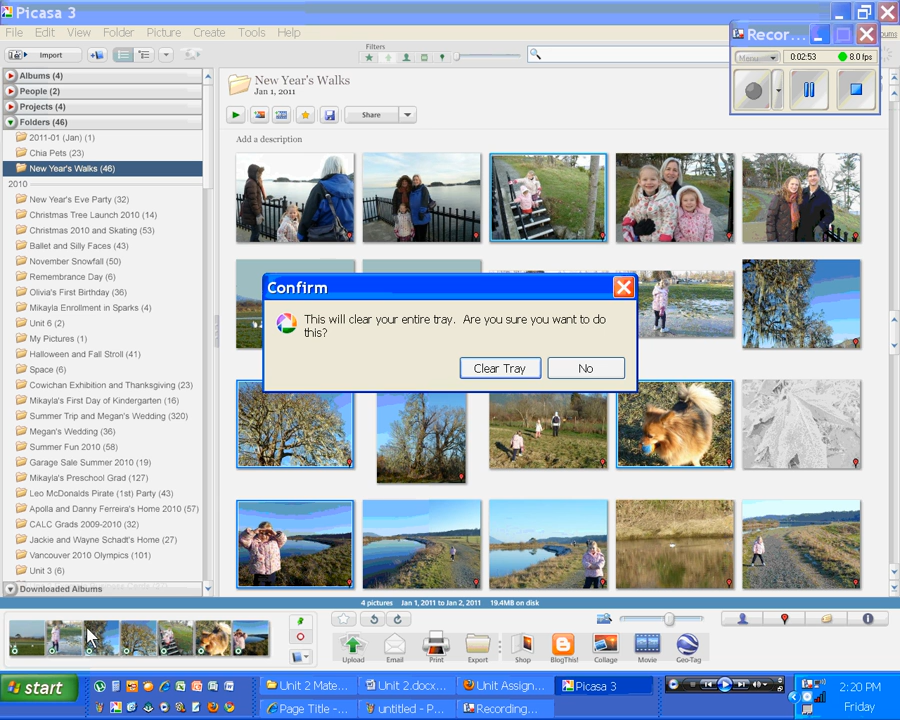 Picasa 3
File Edit View Folder Picture Create Tools Help
Import
Filters
Recor...
Menu
0:02:53
8.0 fps
Albums (4)
People (2)
Projects (4)
Folders (46)
2011-01 (Jan) (1)
Chia Pets (23)
New Year's Walks (46)
2010
New Year's Eve Party (32)
Christmas Tree Launch 2010 (14)
Christmas 2010 and Skating (53)
Ballet and Silly Faces (43)
November Snowfall (50)
Remembrance Day (6)
Olivia's First Birthday (36)
Mikayla Enrollment in Sparks (4)
Unit 6 (2)
My Pictures (1)
Halloween and Fall Stroll (41)
Space (6)
Cowichan Exhibition and Thanksgiving (23)
Mikayla's First Day of Kindergarten (16)
Summer Trip and Megan's Wedding (320)
Megan's Wedding (36)
Summer Fun 2010 (58)
Garage Sale Summer 2010 (19)
Mikayla's Preschool Grad (127)
Leo McDonalds Pirate (1st) Party (43)
Apolla and Danny Ferreira's Home 2010 (57)
CALC Grads 2009-2010 (32)
Jackie and Wayne Schadt's Home (27)
Vancouver 2010 Olympics (101)
Unit 3 (6)
Downloaded Albums
New Year's Walks
Jan 1, 2011
Share
Add a description
Confirm
This will clear your entire tray. Are you sure you want to do
this?
Clear Tray
No
4 pictures Jan 1, 2011 to Jan 2, 2011 19.4MB on disk
Upload Email Print Export Shop BlogThis! Collage Movie Geo-Tag
start
Unit 2 Mate...
Unit 2.docx...
Unit Assign...
Picasa 3
Page Title -...
untitled - P...
Recording...
2:20 PM
Friday